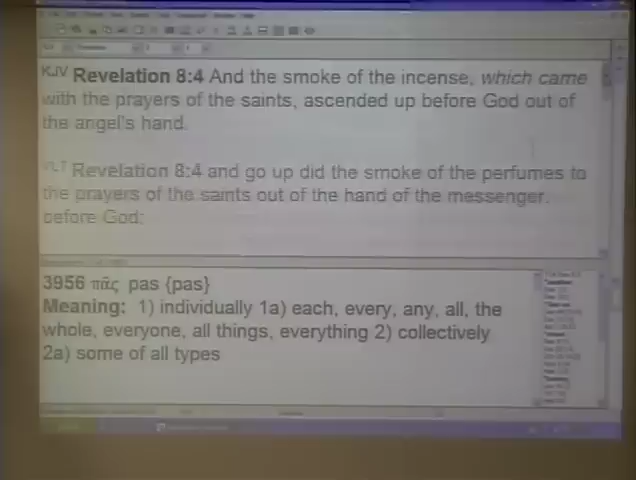 KJV Revelation 8:4 And the smoke of the incense, which came
with the prayers of the saints, ascended up before God out of
the angel's hand.
YLT Revelation 8:4 and go up did the smoke of the perfumes to
the prayers of the saints out of the hand of the messenger,
before God;
3956 πᾶς pas {pas}
Meaning: 1) individually 1a) each, every, any, all, the
whole, everyone, all things, everything 2) collectively
2a) some of all types